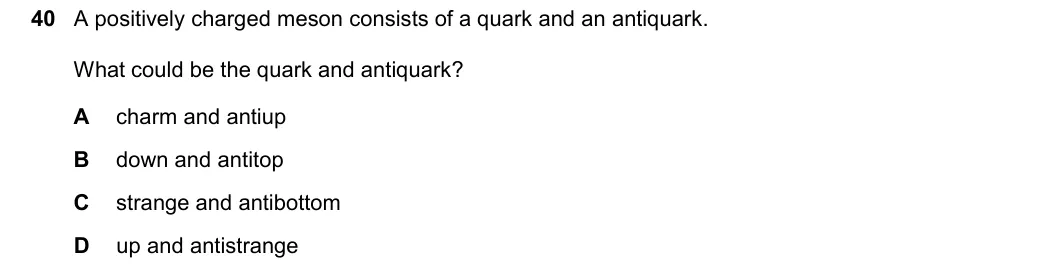 40 A positively charged meson consists of a quark and an antiquark.
What could be the quark and antiquark?
A charm and antiup
B down and antitop
C strange and antibottom
D up and antistrange